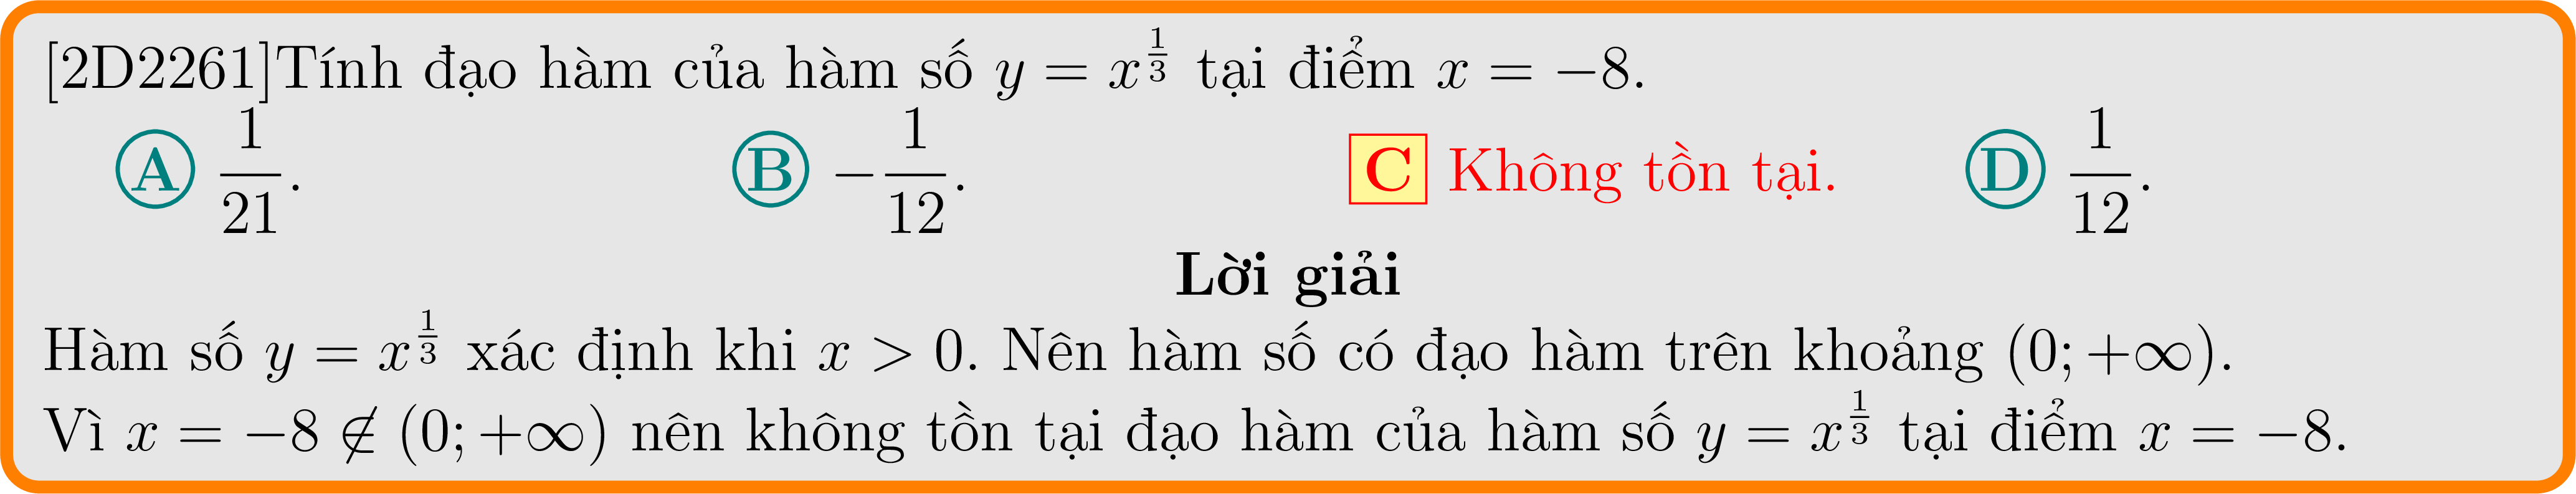 [2D2261]Tính đạo hàm của hàm số $y = x^{\frac{1}{3}}$ tại điểm $x = -8$.
A $\frac{1}{21}$. B $-\frac{1}{12}$. C Không tồn tại. D $\frac{1}{12}$.
Lời giải
Hàm số $y = x^{\frac{1}{3}}$ xác định khi $x > 0$. Nên hàm số có đạo hàm trên khoảng $(0; +\infty)$.
Vì $x = -8 \notin (0; +\infty)$ nên không tồn tại đạo hàm của hàm số $y = x^{\frac{1}{3}}$ tại điểm $x = -8$.